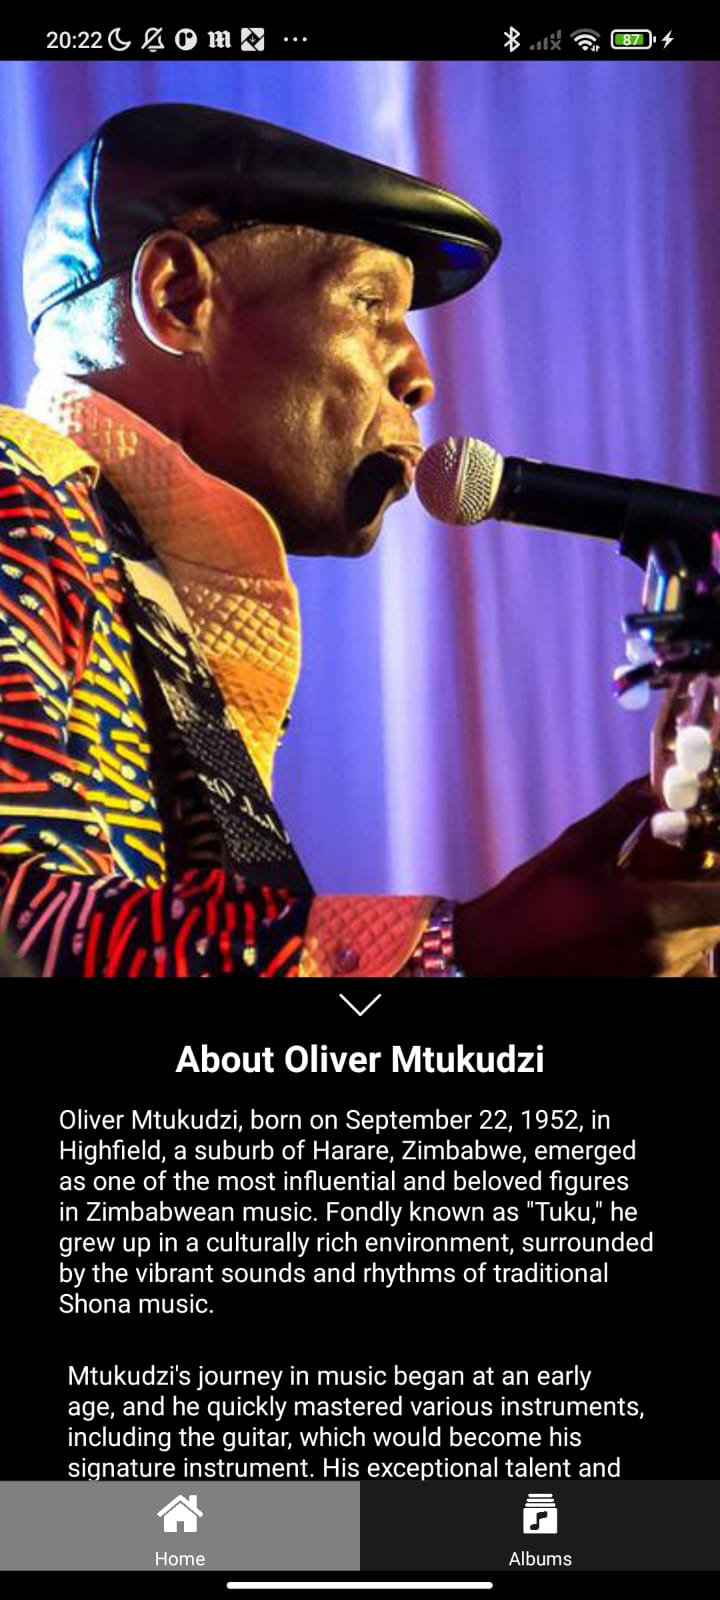 20:22
87
About Oliver Mtukudzi
Oliver Mtukudzi, born on September 22, 1952, in
Highfield, a suburb of Harare, Zimbabwe, emerged
as one of the most influential and beloved figures
in Zimbabwean music. Fondly known as "Tuku," he
grew up in a culturally rich environment, surrounded
by the vibrant sounds and rhythms of traditional
Shona music.
Mtukudzi's journey in music began at an early
age, and he quickly mastered various instruments,
including the guitar, which would become his
signature instrument. His exceptional talent and
Home
Albums